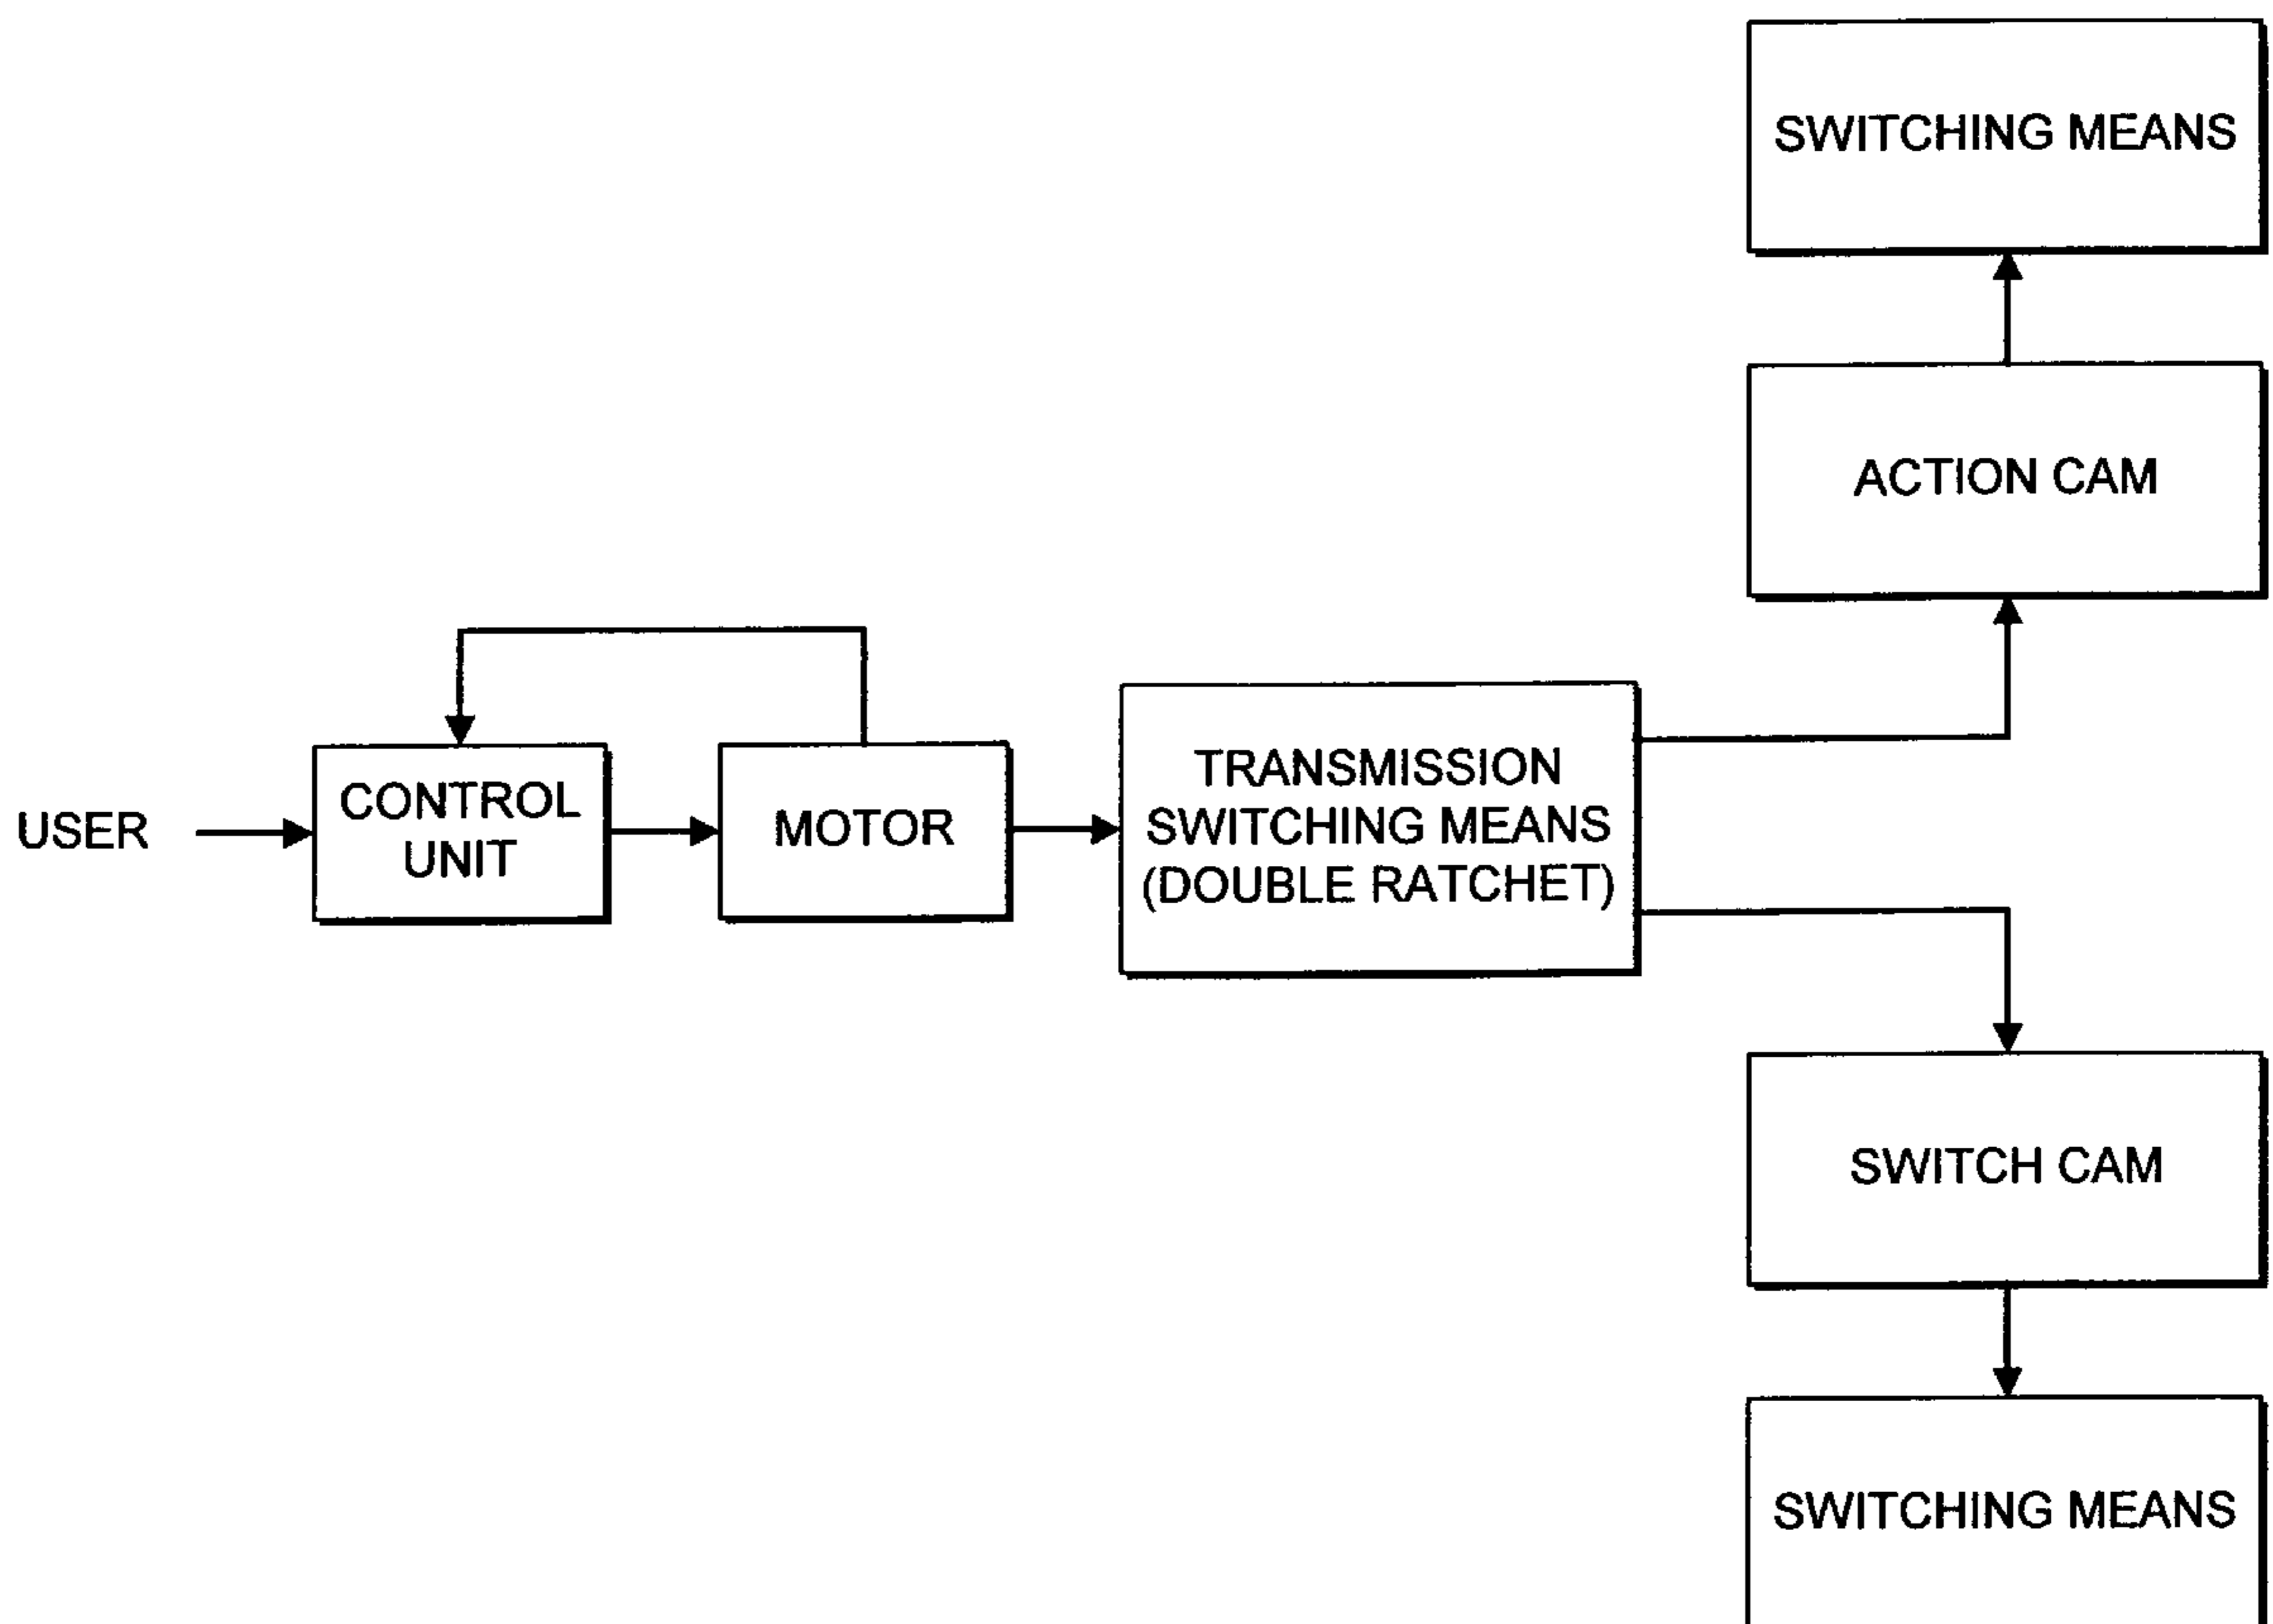 SWITCHING MEANS
ACTION CAM
USER
CONTROL
UNIT
MOTOR
TRANSMISSION
SWITCHING MEANS
(DOUBLE RATCHET)
SWITCH CAM
SWITCHING MEANS